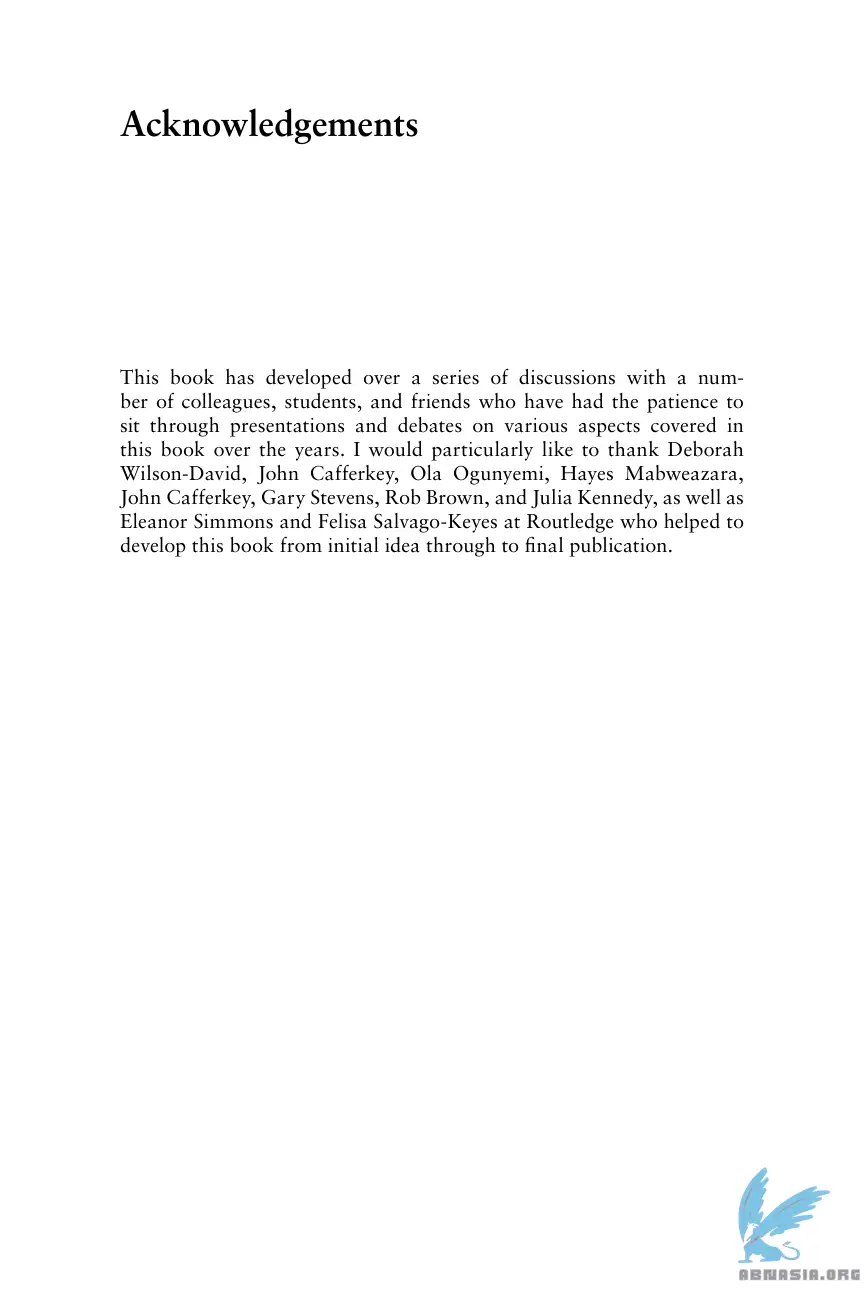 Acknowledgements
This book has developed over a series of discussions with a num-
ber of colleagues, students, and friends who have had the patience to
sit through presentations and debates on various aspects covered in
this book over the years. I would particularly like to thank Deborah
Wilson-David, John Cafferkey, Ola Ogunyemi, Hayes Mabweazara,
John Cafferkey, Gary Stevens, Rob Brown, and Julia Kennedy, as well as
Eleanor Simmons and Felisa Salvago-Keyes at Routledge who helped to
develop this book from initial idea through to final publication.
ABNASIA.ORG